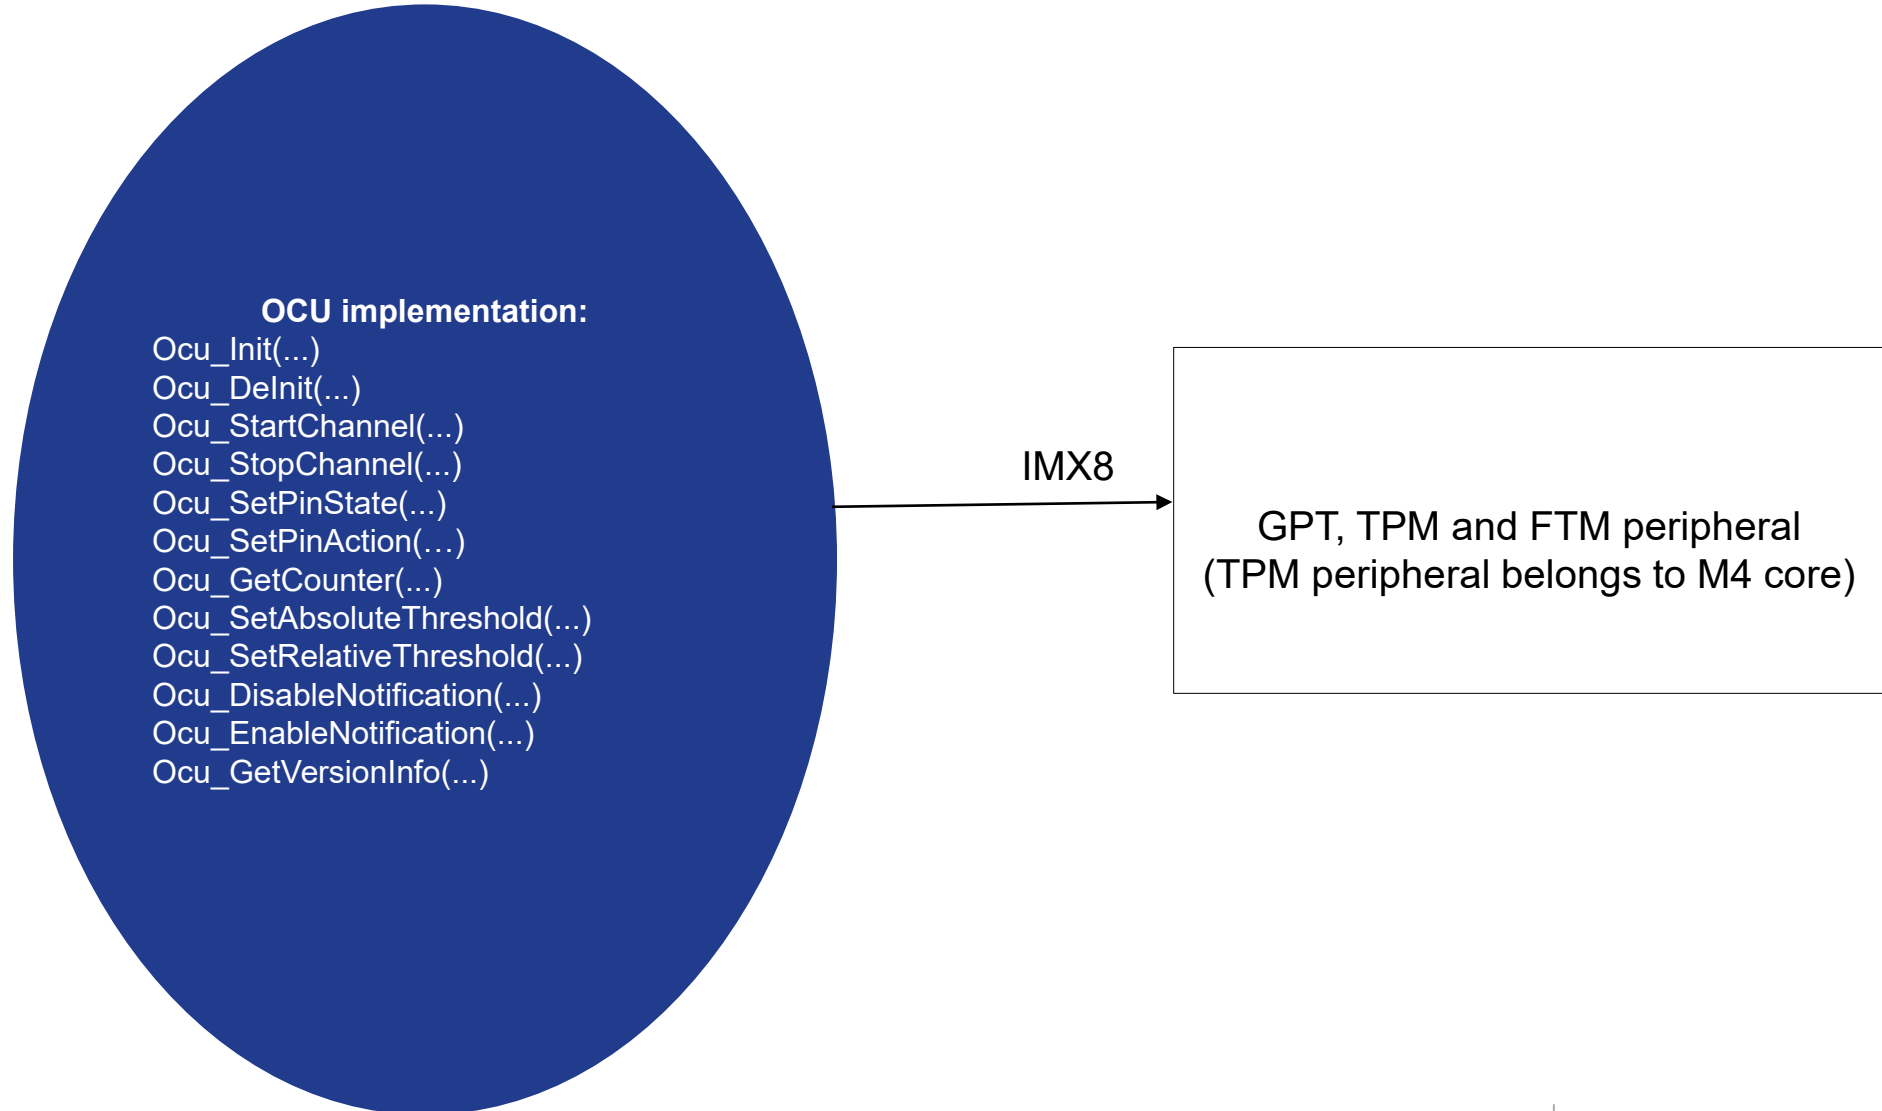 OCU implementation:
Ocu_Init(...)
Ocu_DeInit(...)
Ocu_StartChannel(...)
Ocu_StopChannel(...)
Ocu_SetPinState(...)
Ocu_SetPinAction(…)
Ocu_GetCounter(...)
Ocu_SetAbsoluteThreshold(...)
Ocu_SetRelativeThreshold(...)
Ocu_DisableNotification(...)
Ocu_EnableNotification(...)
Ocu_GetVersionInfo(...)
IMX8
GPT, TPM and FTM peripheral
(TPM peripheral belongs to M4 core)